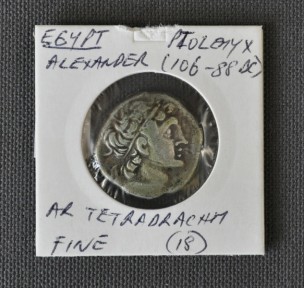 EGYPT PTOLEMY X
ALEXANDER (106-88 BC)
AR TETRADRACHM
FINE (18)